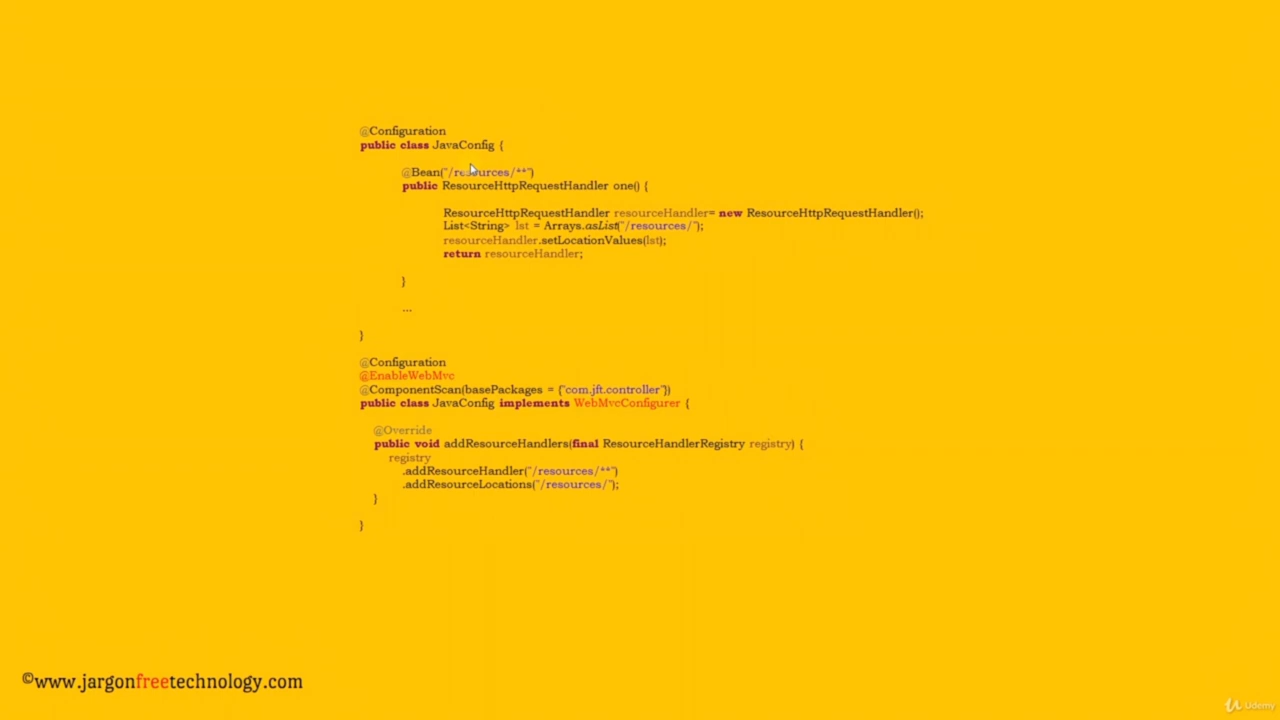 @Configuration
public class JavaConfig {
@Bean("/resources/**")
public ResourceHttpRequestHandler one() {
ResourceHttpRequestHandler resourceHandler= new ResourceHttpRequestHandler();
List<String> lst = Arrays.asList("/resources/");
resourceHandler.setLocationValues(lst);
return resourceHandler;
}
...
}
@Configuration
@EnableWebMvc
@ComponentScan(basePackages = {"com.jft.controller"})
public class JavaConfig implements WebMvcConfigurer {
@Override
public void addResourceHandlers(final ResourceHandlerRegistry registry) {
registry
.addResourceHandler("/resources/**")
.addResourceLocations("/resources/");
}
}
©www.jargonfreetechnology.com
Udemy